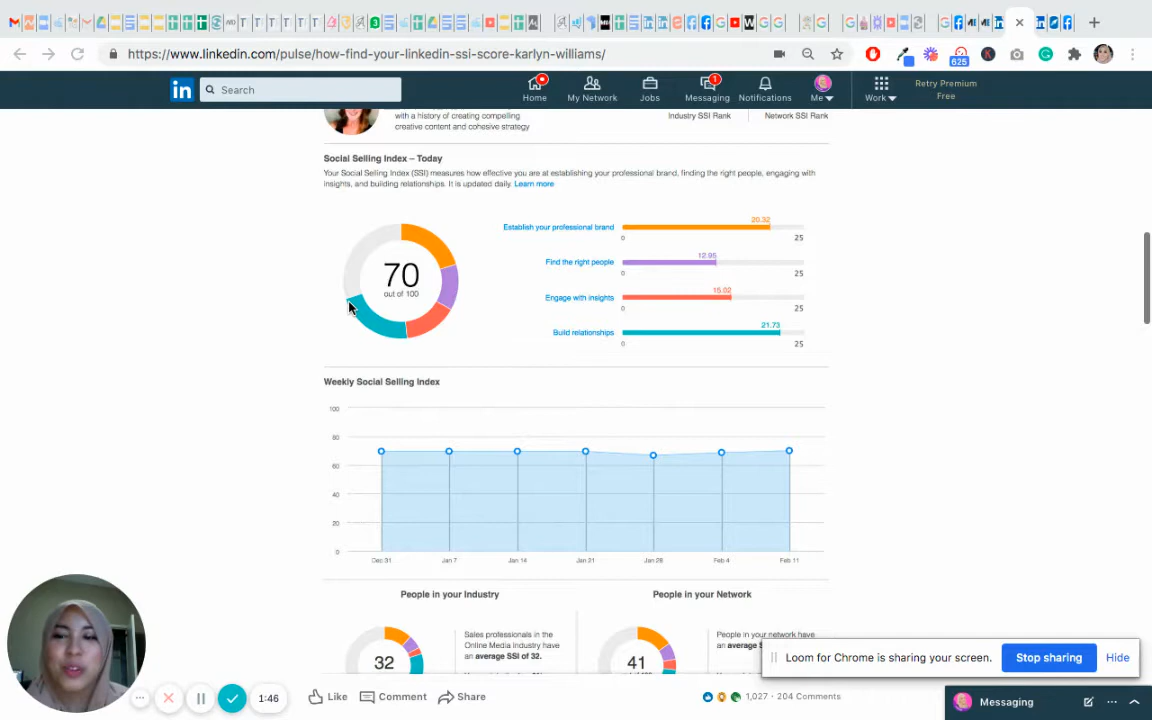 https://www.linkedin.com/pulse/how-find-your-linkedin-ssi-score-karlyn-williams/
625
in
Search
Home
My Network
Jobs
1
Messaging
Notifications
Me
Work
Retry Premium
Free
with a history of creating compelling
creative content and cohesive strategy
Industry SSI Rank
Network SSI Rank
Social Selling Index – Today
Your Social Selling Index (SSI) measures how effective you are at establishing your professional brand, finding the right people, engaging with
insights, and building relationships. It is updated daily. Learn more
70
out of 100
Establish your professional brand
20.32
0
25
Find the right people
12.95
0
25
Engage with insights
15.02
0
25
Build relationships
21.73
0
25
Weekly Social Selling Index
100
80
60
40
20
0
Dec 31
Jan 7
Jan 14
Jan 21
Jan 28
Feb 4
Feb 11
People in your Industry
32
Sales professionals in the
Online Media Industry have
an average SSI of 32.
People in your Network
41
People in your network have
an average S
Loom for Chrome is sharing your screen.
Stop sharing
Hide
1:46
Like
Comment
Share
1,027 · 204 Comments
Messaging